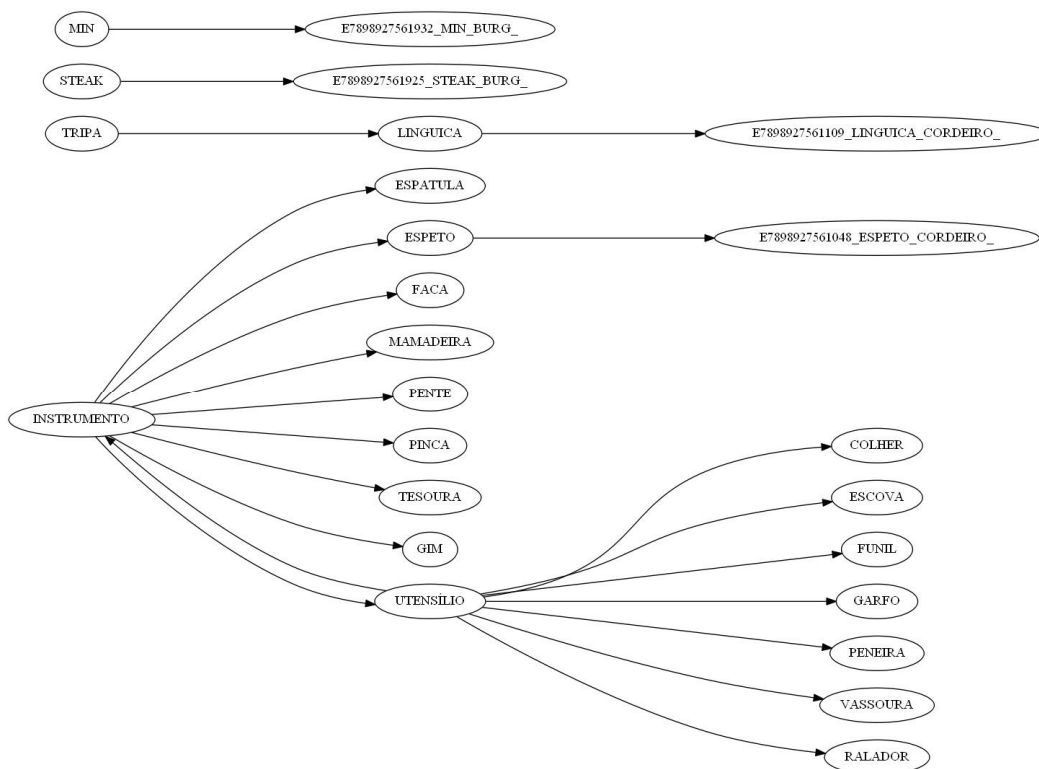 MIN
E7898927561932_MIN_BURG_
STEAK
E7898927561925_STEAK_BURG_
TRIPA
LINGUICA
E7898927561109_LINGUICA_CORDEIRO_
ESPATULA
ESPETO
E7898927561048_ESPETO_CORDEIRO_
FACA
MAMADEIRA
PENTE
INSTRUMENTO
PINCA
COLHER
TESOURA
ESCOVA
GIM
FUNIL
UTENSÍLIO
GARFO
PENEIRA
VASSOURA
RALADOR